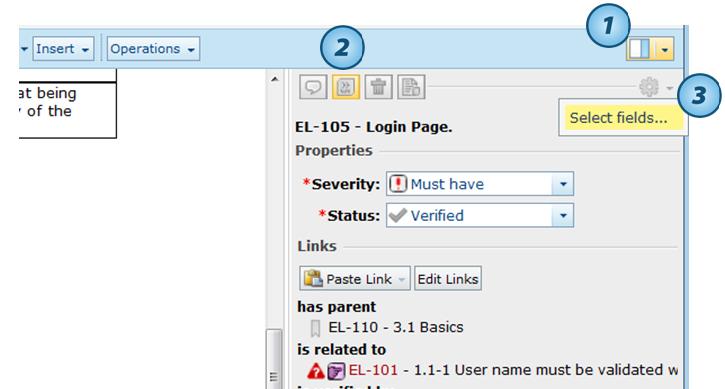 1
2
Insert Operations
at being
y of the
3
Select fields...
EL-105 - Login Page.
Properties
*Severity: Must have
*Status: Verified
Links
Paste Link Edit Links
has parent
EL-110 - 3.1 Basics
is related to
EL-101 - 1.1-1 User name must be validated w